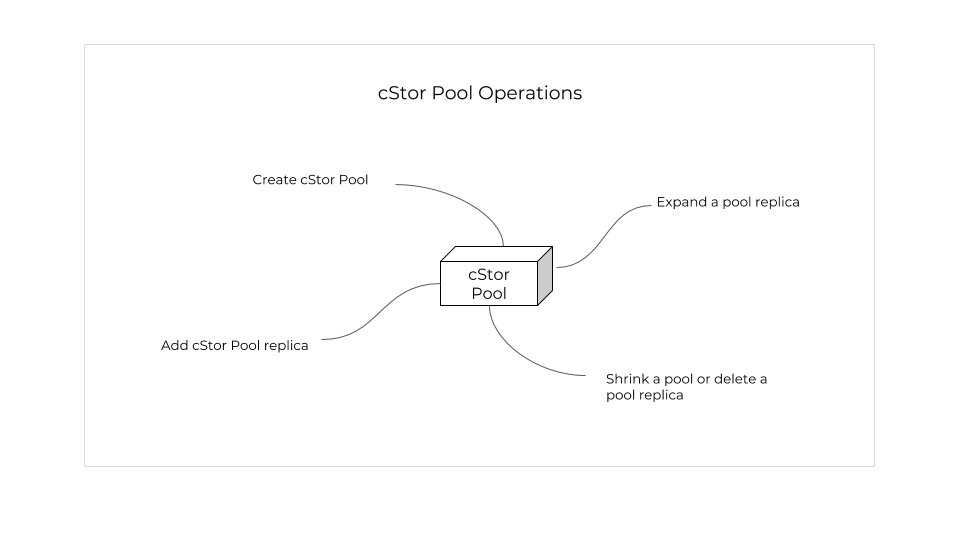 cStor Pool Operations
Create cStor Pool
Expand a pool replica
cStor
Pool
Add cStor Pool replica
Shrink a pool or delete a
pool replica